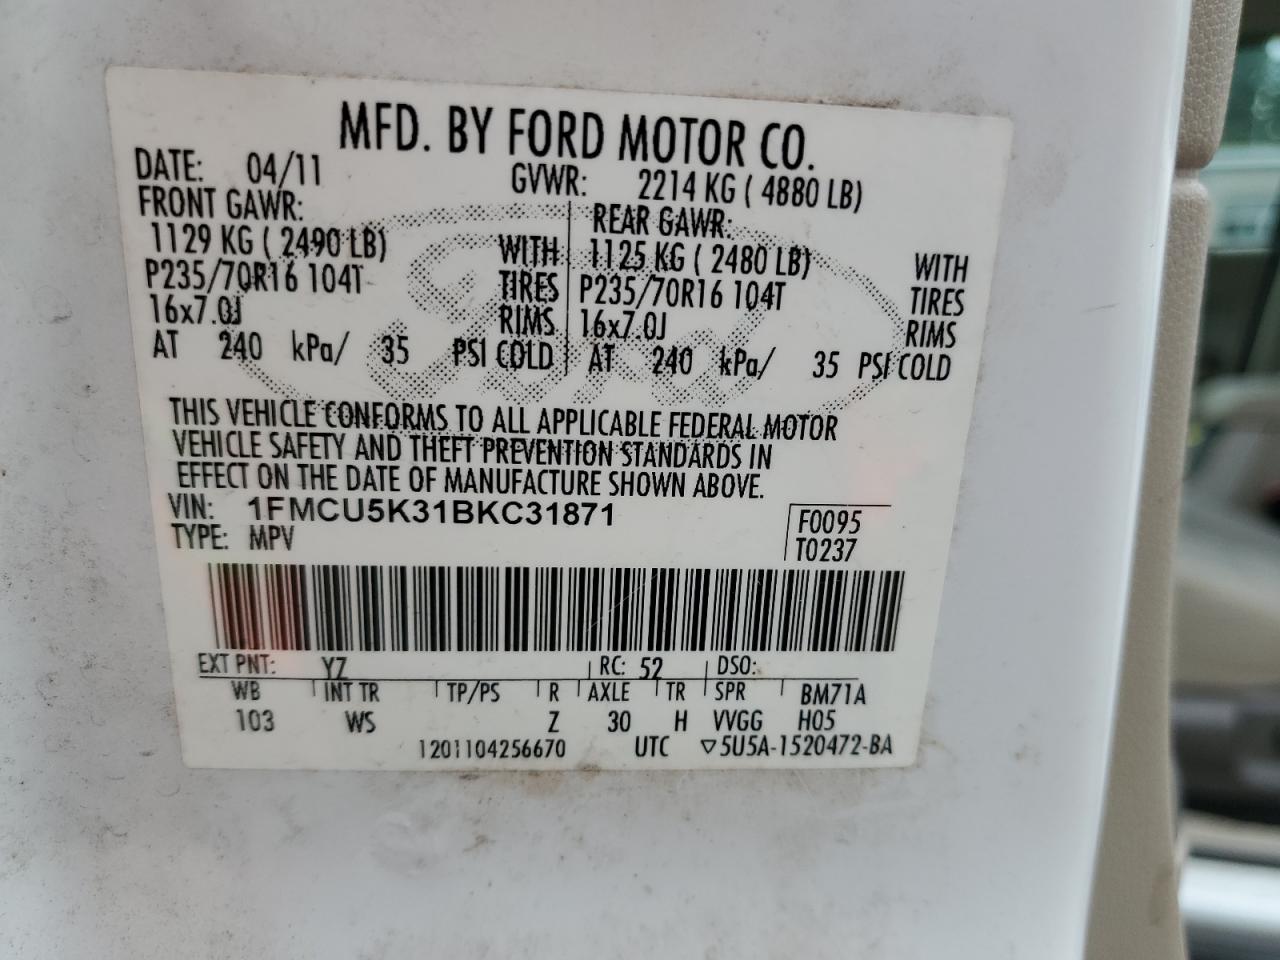 MFD. BY FORD MOTOR CO.
DATE: 04/11 GVWR: 2214 KG ( 4880 LB)
FRONT GAWR: REAR GAWR:
1129 KG ( 2490 LB) WITH 1125 KG ( 2480 LB) WITH
P235/70R16 104T TIRES P235/70R16 104T TIRES
16x7.0J RIMS 16x7.0J RIMS
AT 240 kPa/ 35 PSI COLD AT 240 kPa/ 35 PSI COLD
Ford
THIS VEHICLE CONFORMS TO ALL APPLICABLE FEDERAL MOTOR
VEHICLE SAFETY AND THEFT PREVENTION STANDARDS IN
EFFECT ON THE DATE OF MANUFACTURE SHOWN ABOVE.
VIN: 1FMCU5K31BKC31871 F0095
TYPE: MPV T0237
EXT PNT: YZ RC: 52 DSO:
WB INT TR TP/PS R AXLE TR SPR BM71A
103 WS Z 30 H VVGG H05
1201104256670 UTC ▽5U5A-1520472-BA